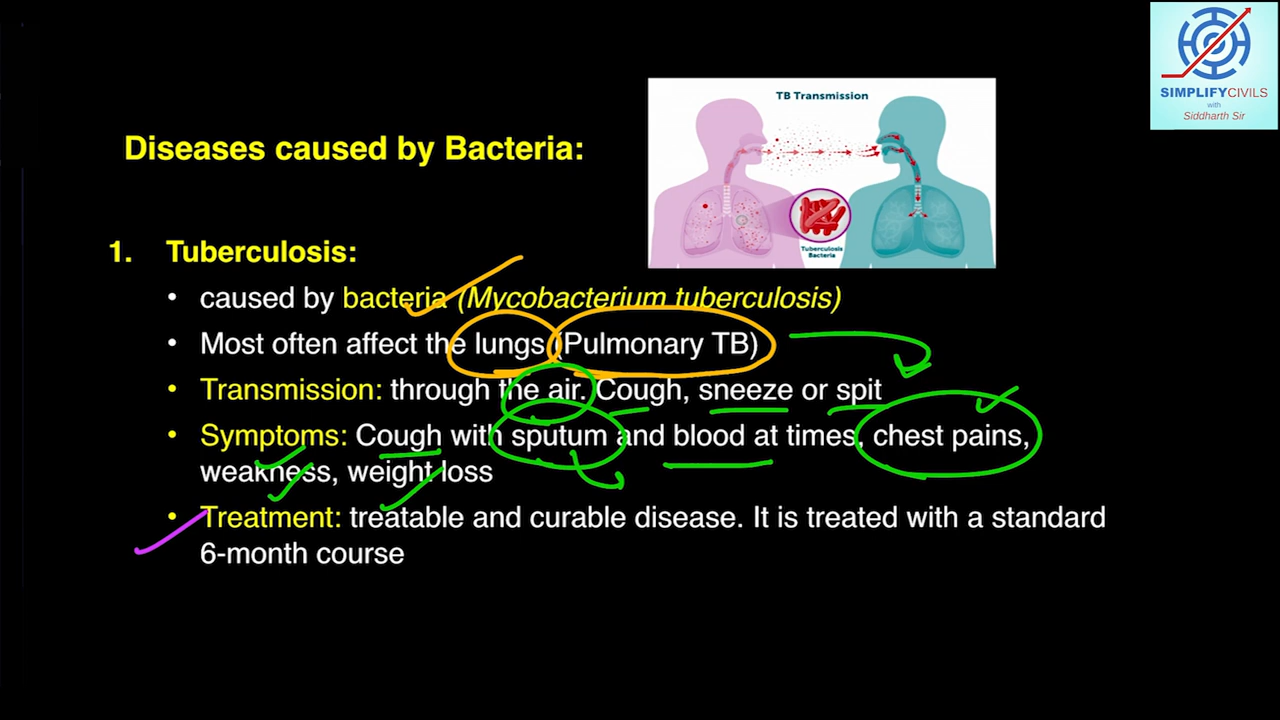 SIMPLIFYCIVILS
with
Siddharth Sir
TB Transmission
Tuberculosis
Bacteria
Diseases caused by Bacteria:
1. Tuberculosis:
• caused by bacteria (Mycobacterium tuberculosis)
• Most often affect the lungs (Pulmonary TB)
• Transmission: through the air. Cough, sneeze or spit
• Symptoms: Cough with sputum and blood at times, chest pains,
weakness, weight loss
• Treatment: treatable and curable disease. It is treated with a standard
6-month course